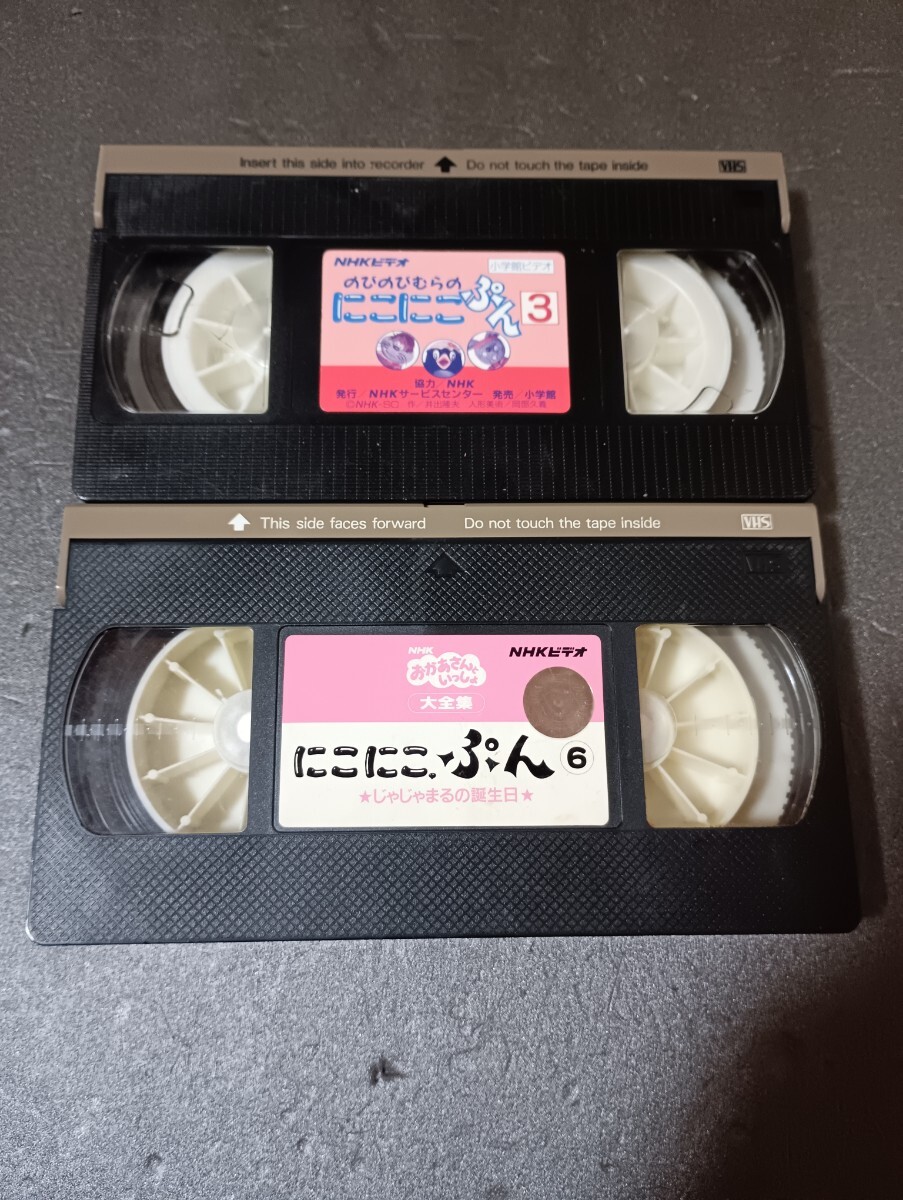 Insert this side into recorder Do not touch the tape inside VHS
NHKビデオ 小学館ビデオ
のびのびむらの
にこにこぷん 3
協力/NHK
発行/NHKサービスセンター 発売/小学館
This side faces forward Do not touch the tape inside VHS
NHK
おかあさんといっしょ
NHKビデオ
大全集
にこにこ、ぷん 6
★じゃじゃまるの誕生日★